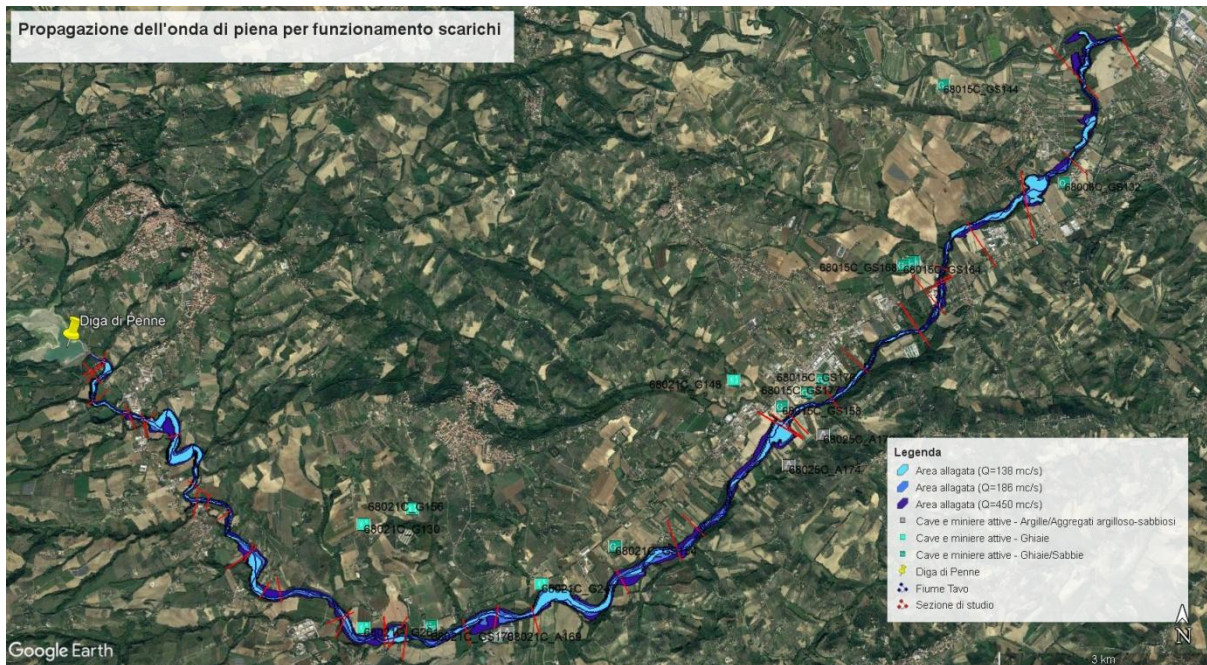 Propagazione dell'onda di piena per funzionamento scarichi
68015C_GS144
68008C_GS132
68015C_GS168
68015C_GS164
Diga di Penne
68021C_G148
68015C_GS153
68025C_A174
68021C_G156
68021C_G130
Legenda
Area allagata (Q=138 mc/s)
Area allagata (Q=186 mc/s)
Area allagata (Q=450 mc/s)
Cave e miniere attive - Argille/Aggregati argilloso-sabbiosi
Cave e miniere attive - Ghiaie
Cave e miniere attive - Ghiaie/Sabbie
Diga di Penne
Fiume Tavo
Sezione di studio
N
Google Earth
3 km